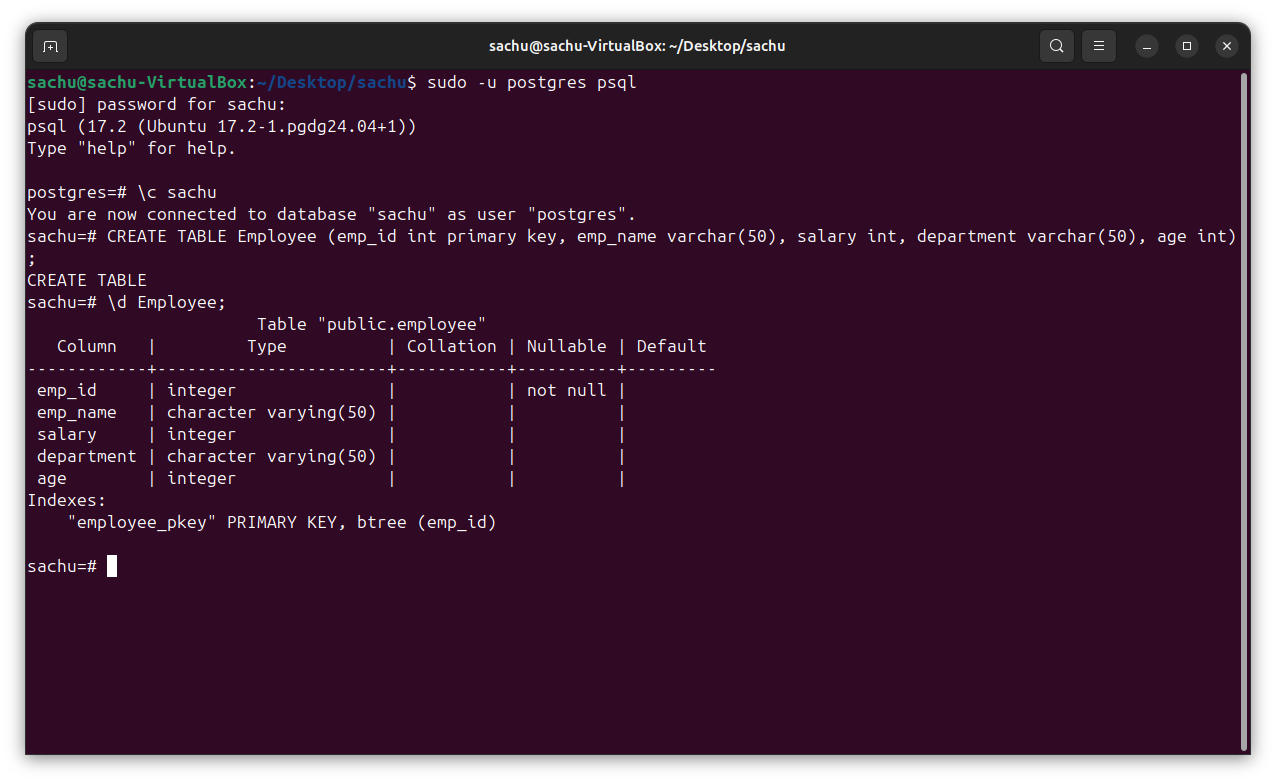 sachu@sachu-VirtualBox: ~/Desktop/sachu
sachu@sachu-VirtualBox:~/Desktop/sachu$ sudo -u postgres psql
[sudo] password for sachu:
psql (17.2 (Ubuntu 17.2-1.pgdg24.04+1))
Type "help" for help.

postgres=# \c sachu
You are now connected to database "sachu" as user "postgres".
sachu=# CREATE TABLE Employee (emp_id int primary key, emp_name varchar(50), salary int, department varchar(50), age int)
;
CREATE TABLE
sachu=# \d Employee;
                       Table "public.employee"
   Column   |         Type          | Collation | Nullable | Default
------------+-----------------------+-----------+----------+---------
 emp_id     | integer               |           | not null |
 emp_name   | character varying(50) |           |          |
 salary     | integer               |           |          |
 department | character varying(50) |           |          |
 age        | integer               |           |          |
Indexes:
    "employee_pkey" PRIMARY KEY, btree (emp_id)

sachu=#